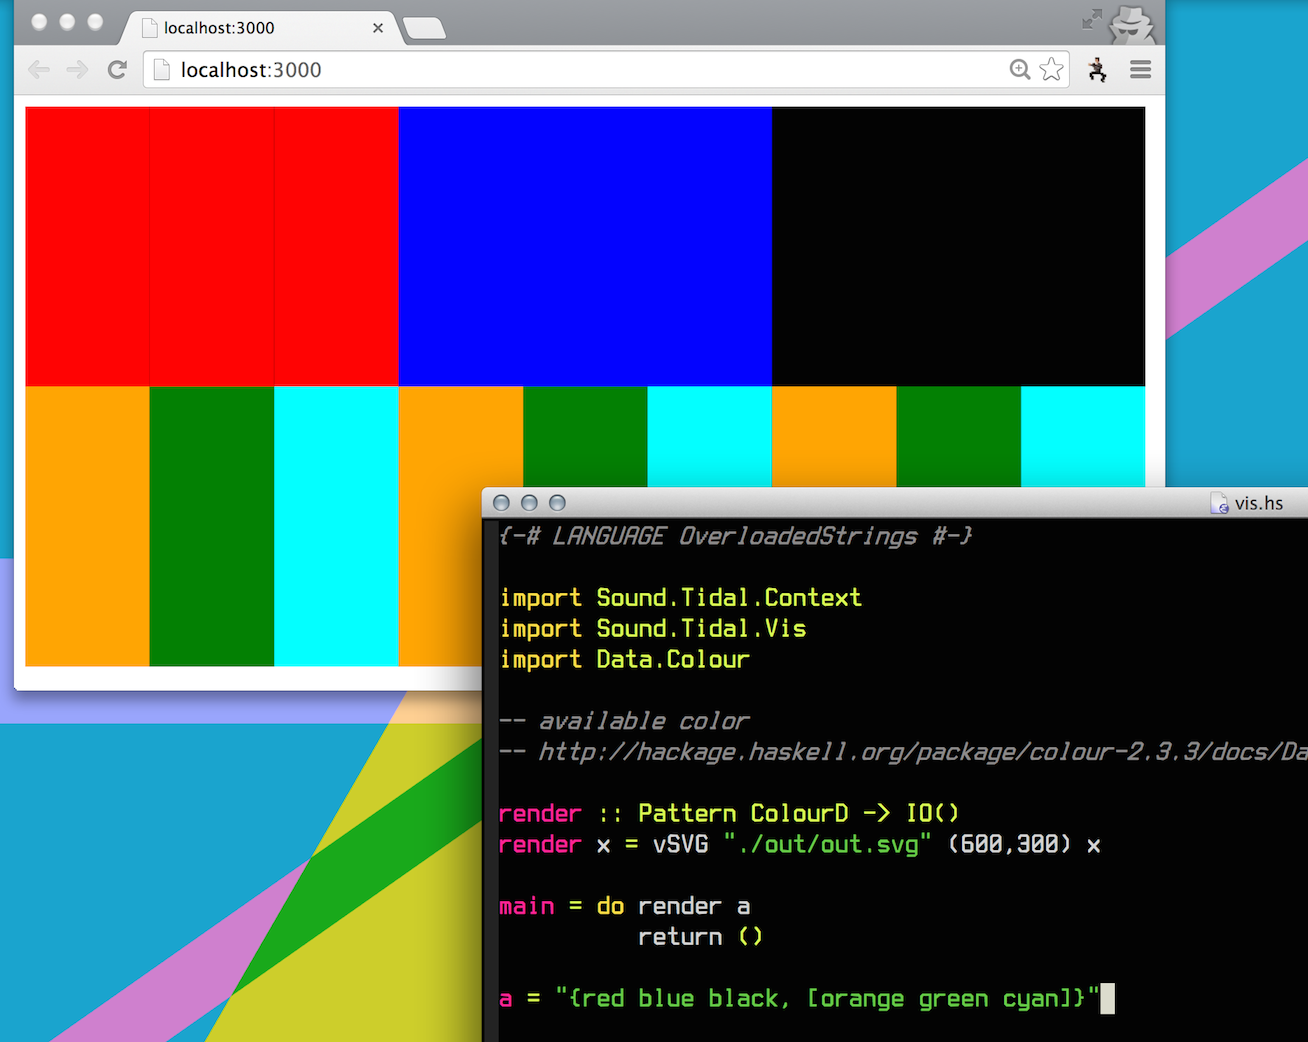 localhost:3000
localhost:3000
vis.hs
{-# LANGUAGE OverloadedStrings #-}
import Sound.Tidal.Context
import Sound.Tidal.Vis
import Data.Colour
-- available color
-- http://hackage.haskell.org/package/colour-2.3.3/docs/Da
render :: Pattern ColourD -> IO()
render x = vSVG "./out/out.svg" (600,300) x
main = do render a
return ()
a = "{red blue black, [orange green cyan]}"